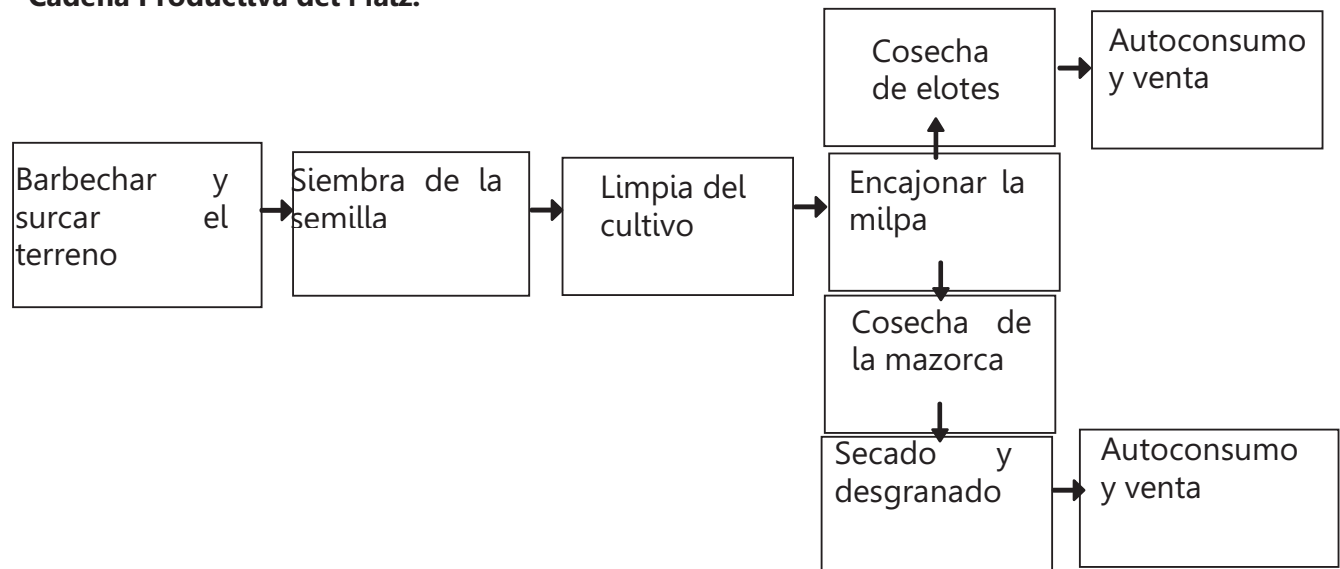 Cadena Productiva del Maíz.
Cosecha
de elotes
Autoconsumo
y venta
Barbechar y
surcar el
terreno
Siembra de la
semilla
Limpia del
cultivo
Encajonar la
milpa
Cosecha de
la mazorca
Secado y
desgranado
Autoconsumo
y venta